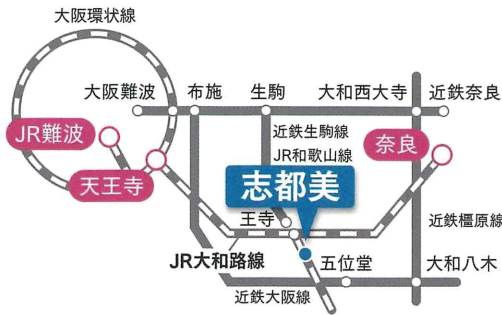 大阪環状線
大阪難波
布施
生駒
大和西大寺
近鉄奈良
JR難波
近鉄生駒線
JR和歌山線
奈良
天王寺
志都美
王寺
近鉄橿原線
JR大和路線
五位堂
大和八木
近鉄大阪線